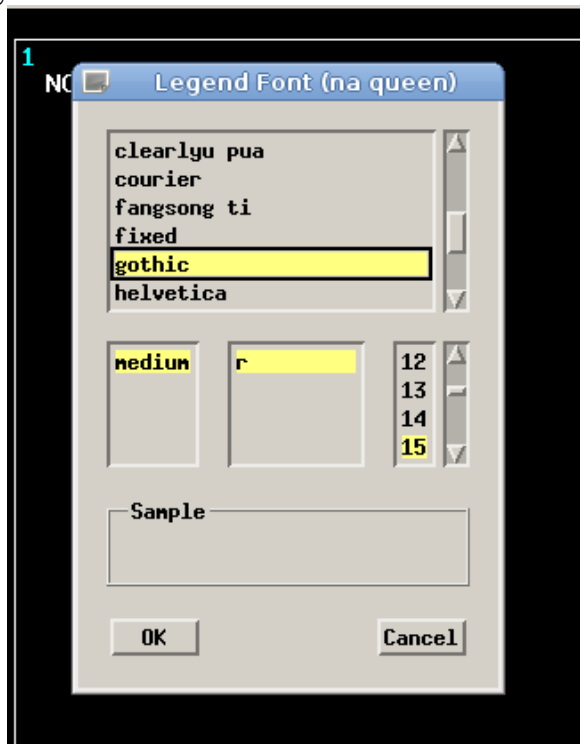 1
NO
Legend Font (na queen)
clearlyu pua
courier
fangsong ti
fixed
gothic
helvetica
medium
r
12
13
14
15
Sample
OK
Cancel